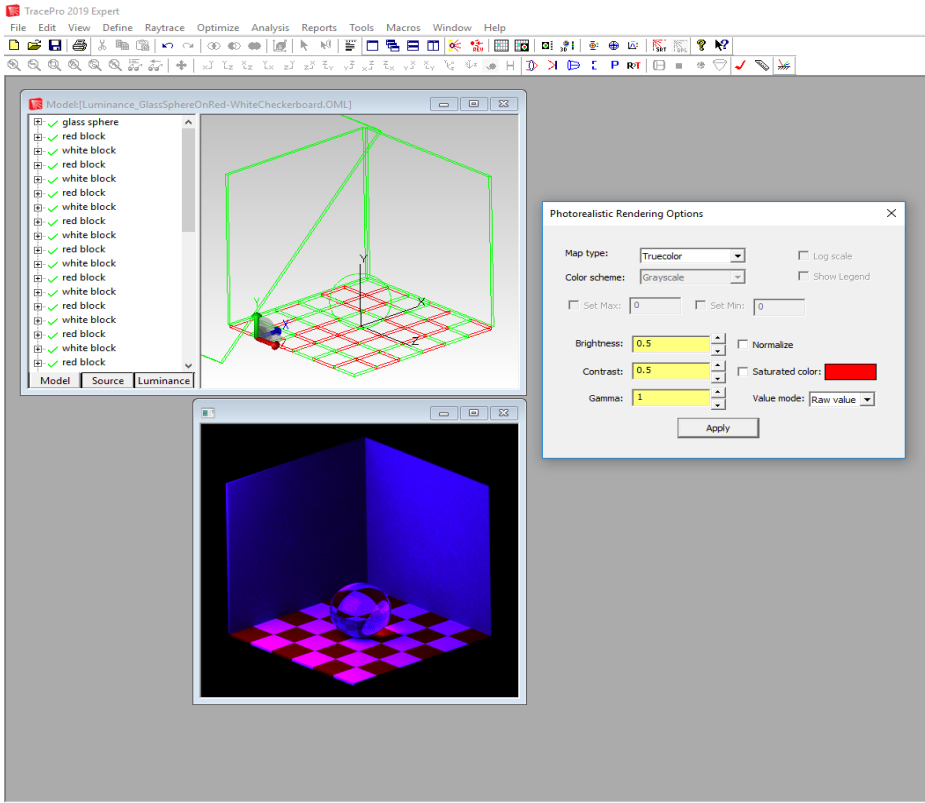 TracePro 2019 Expert
File Edit View Define Raytrace Optimize Analysis Reports Tools Macros Window Help
Model:[Luminance_GlassSphereOnRed-WhiteCheckerboard.OML]
glass sphere
red block
white block
red block
white block
red block
white block
red block
white block
red block
white block
red block
white block
red block
white block
red block
white block
red block
Model Source Luminance
Y
X
Z
Y
X
Z
Photorealistic Rendering Options
Map type: Truecolor Log scale
Color scheme: Grayscale Show Legend
Set Max: 0 Set Min: 0
Brightness: 0.5 Normalize
Contrast: 0.5 Saturated color:
Gamma: 1 Value mode: Raw value
Apply